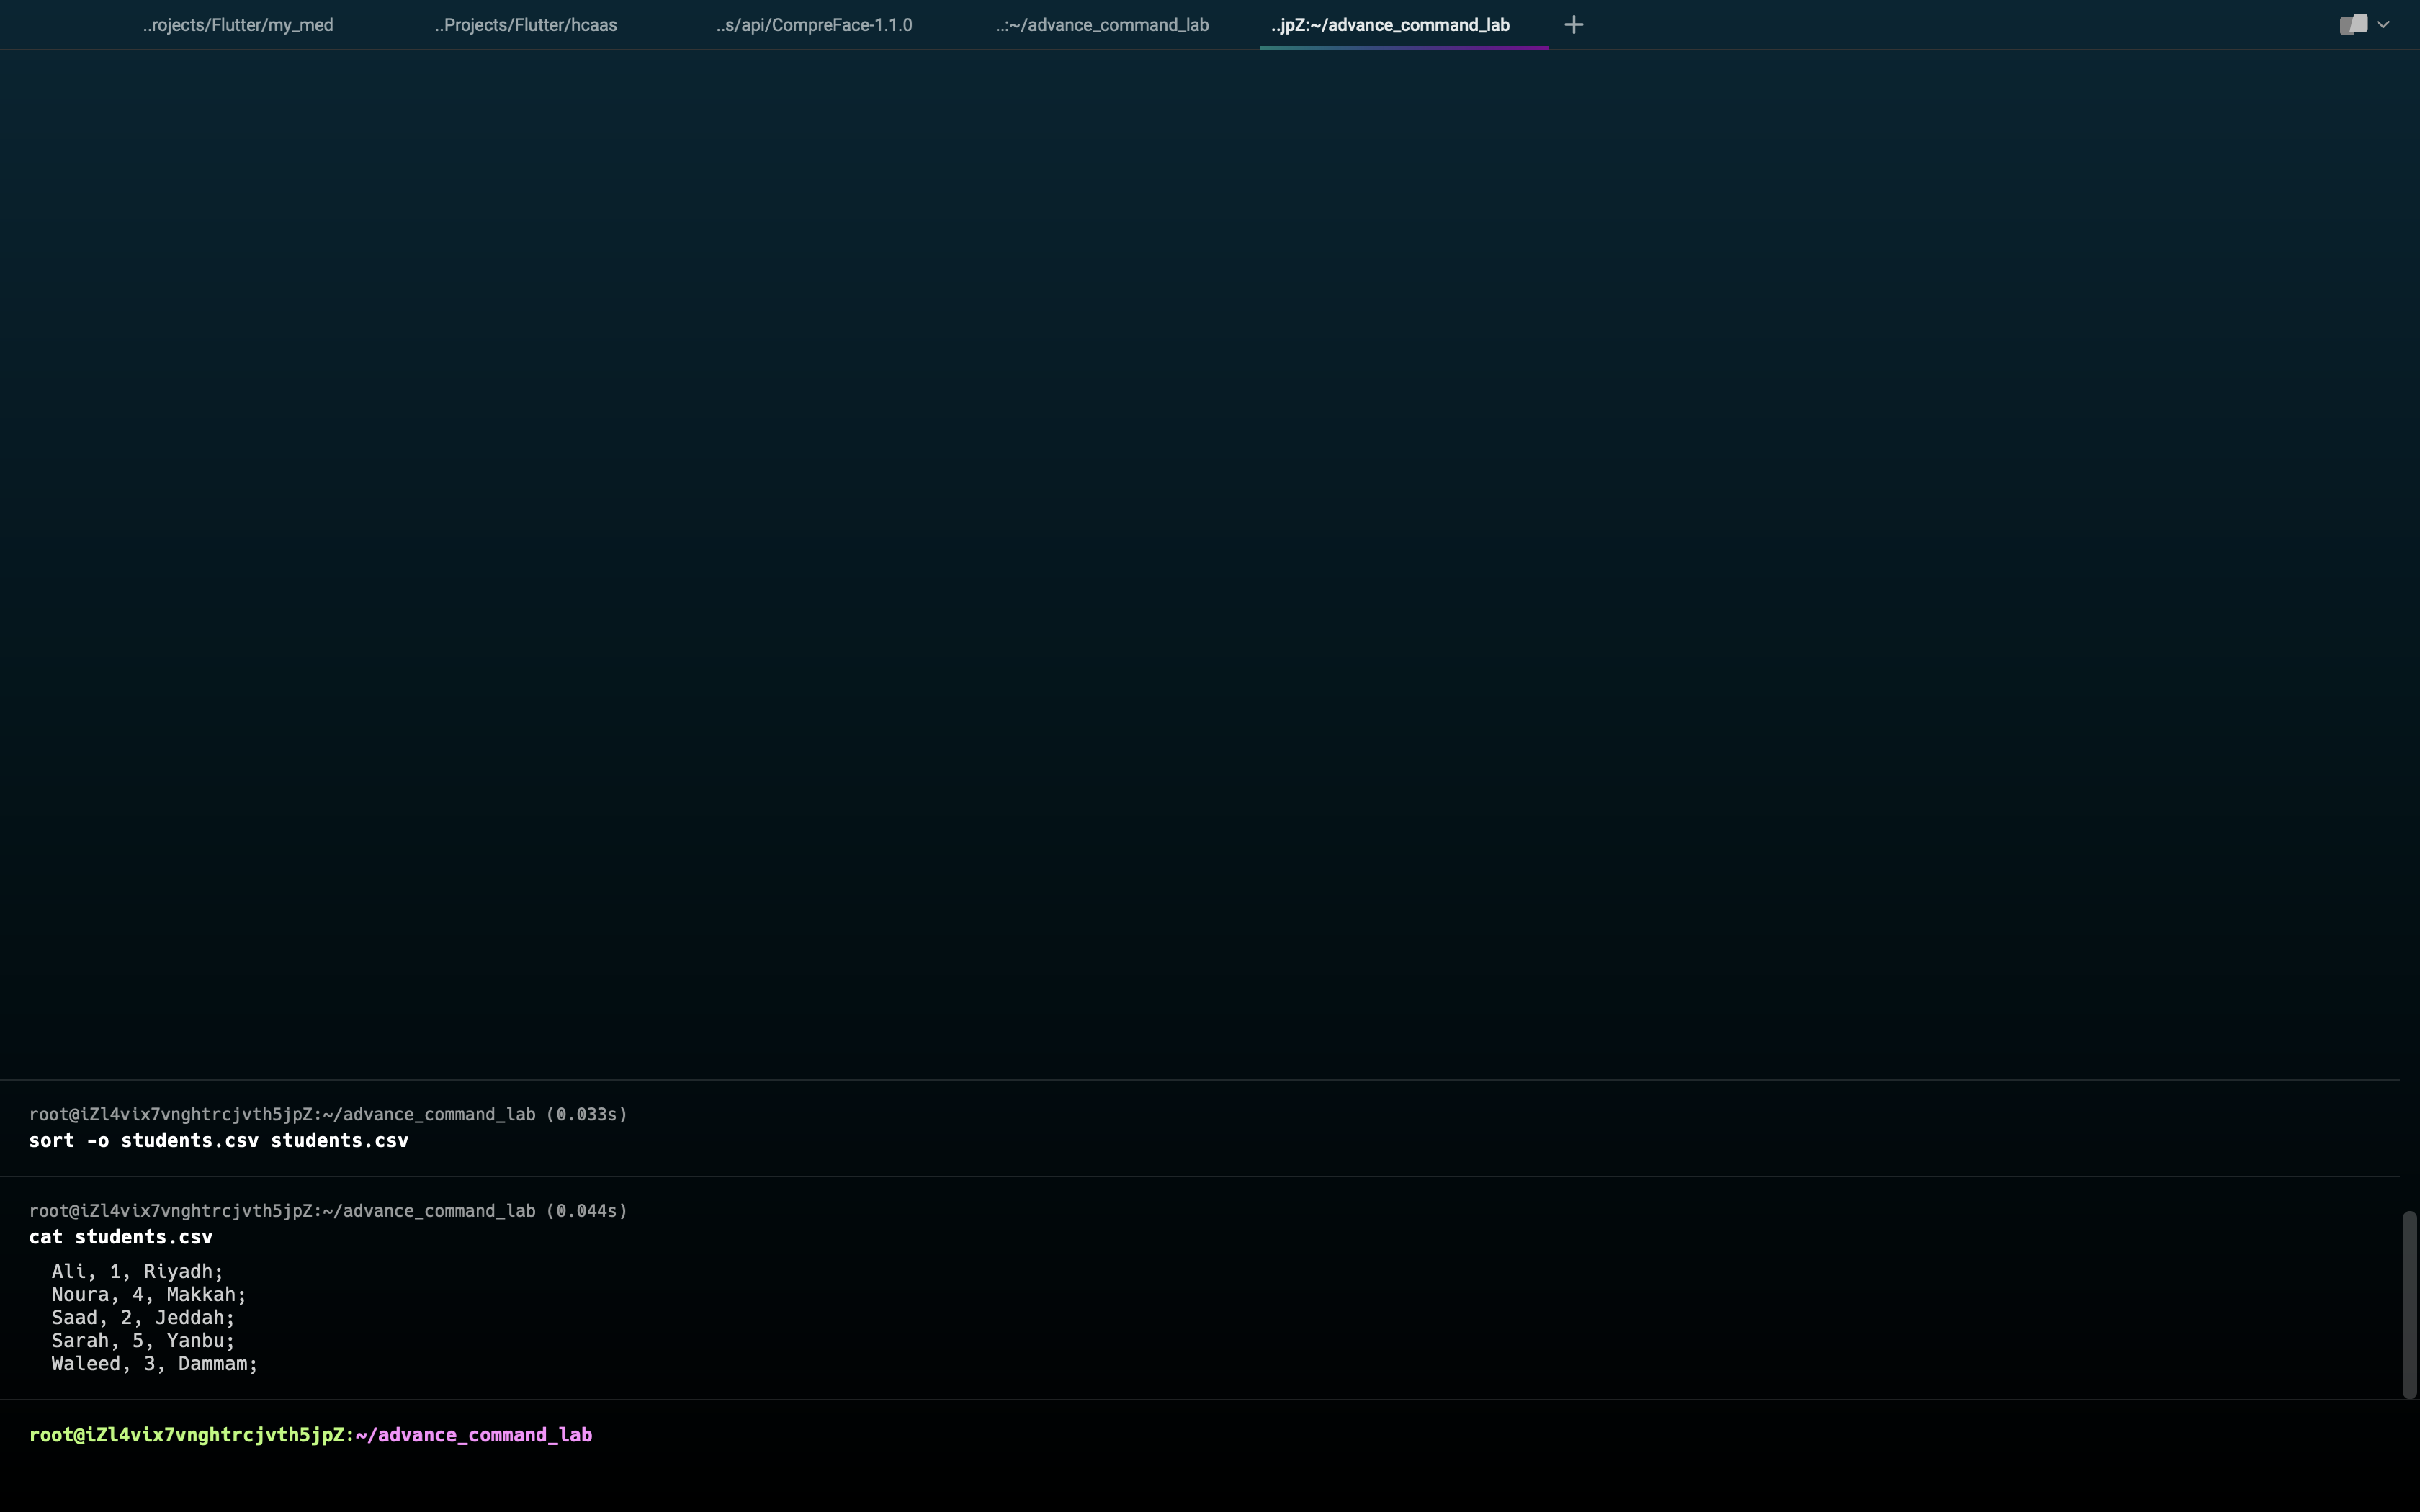 ..rojects/Flutter/my_med ..Projects/Flutter/hcaas ..s/api/CompreFace-1.1.0 ..:~/advance_command_lab ..jpZ:~/advance_command_lab +
root@iZl4vix7vnghtrcjvth5jpZ:~/advance_command_lab (0.033s)
sort -o students.csv students.csv
root@iZl4vix7vnghtrcjvth5jpZ:~/advance_command_lab (0.044s)
cat students.csv
Ali, 1, Riyadh;
Noura, 4, Makkah;
Saad, 2, Jeddah;
Sarah, 5, Yanbu;
Waleed, 3, Dammam;
root@iZl4vix7vnghtrcjvth5jpZ:~/advance_command_lab